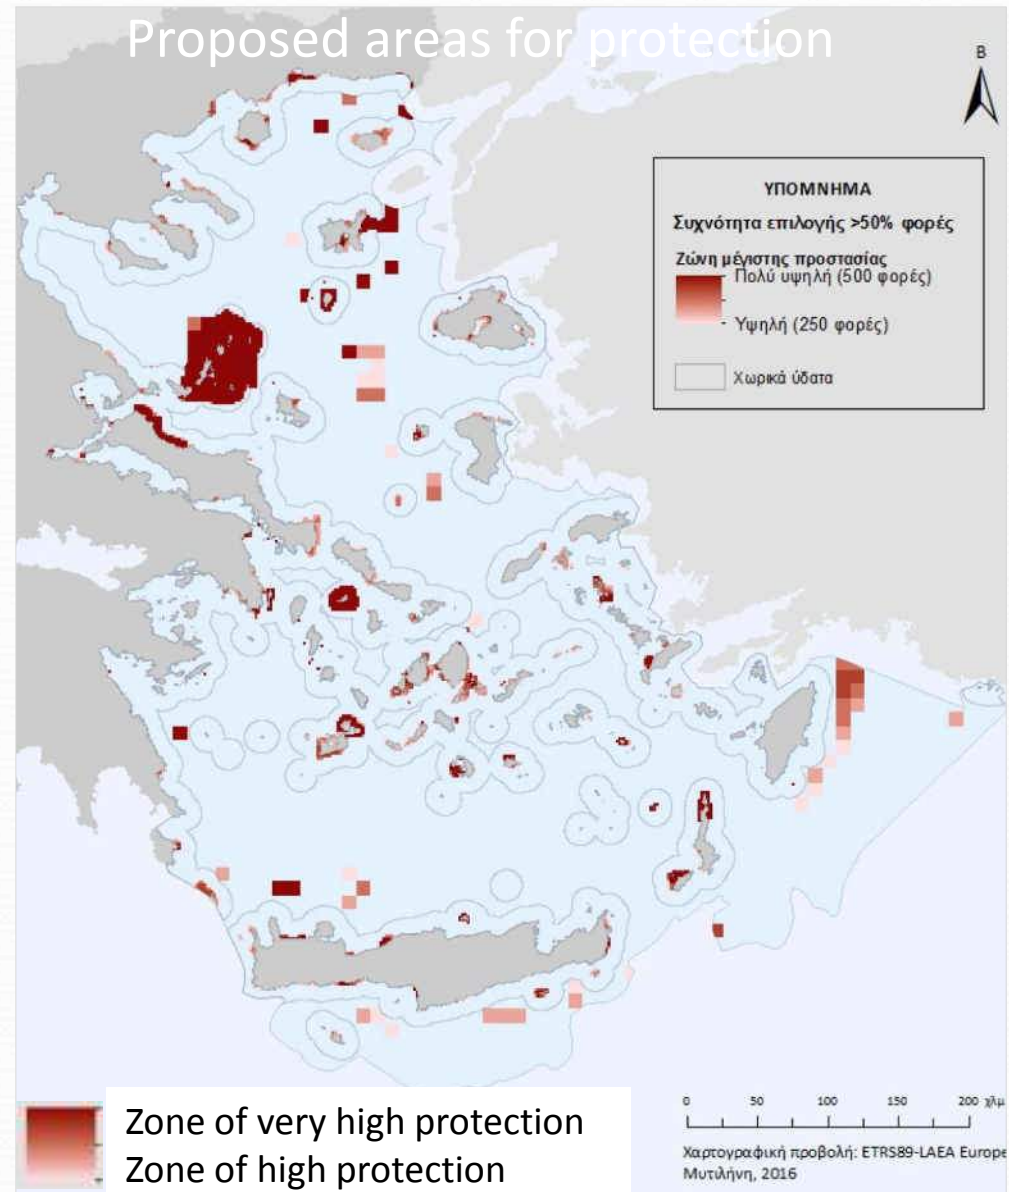 Proposed areas for protection
Β
ΥΠΟΜΝΗΜΑ
Συχνότητα επιλογής >50% φορές
Ζώνη μέγιστης προστασίας
Πολύ υψηλή (500 φορές)
Υψηλή (250 φορές)
Χωρικά ύδατα
Zone of very high protection
Zone of high protection
0 50 100 150 200 χλμ
Χαρτογραφική προβολή: ETRS89-LAEA Europe
Μυτιλήνη, 2016